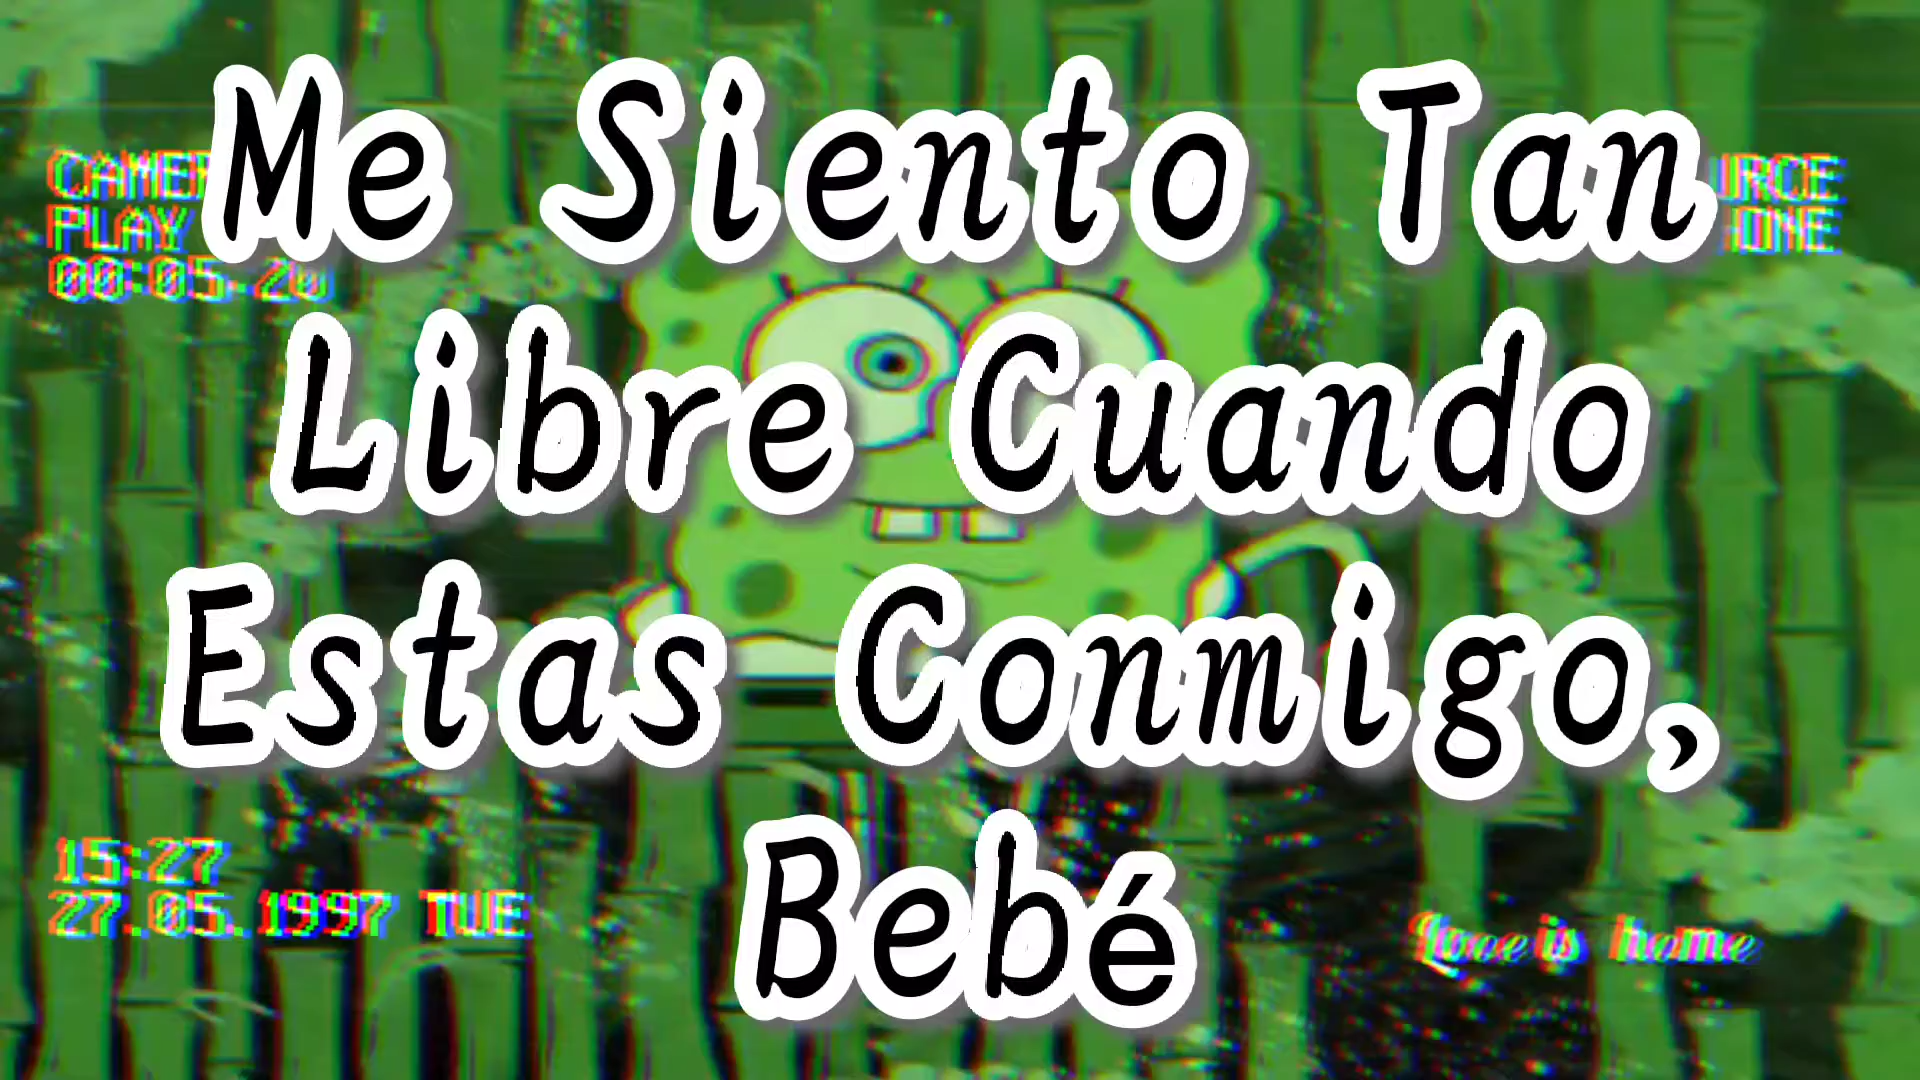 Me Siento Tan
Libre Cuando
Estas Conmigo,
Bebé
PLAY
00:05.20
15:27
27.05.1997 TUE
Love is home